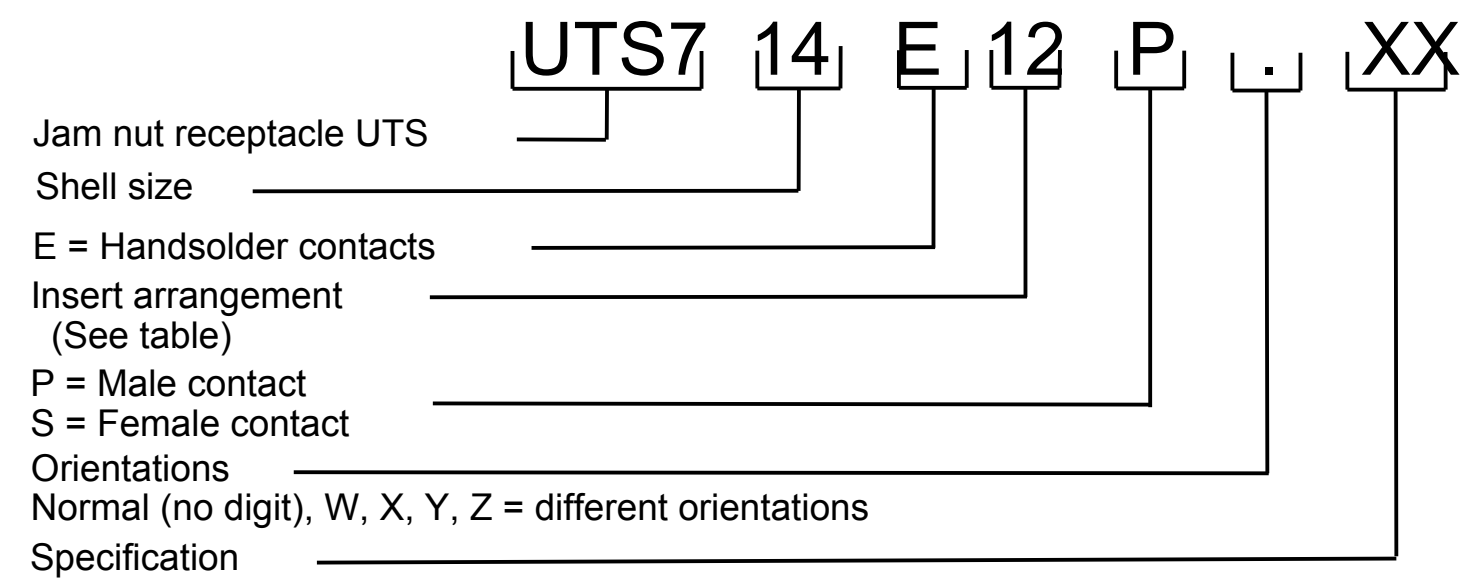 UTS7 14 E 12 P . XX
Jam nut receptacle UTS
Shell size
E = Handsolder contacts
Insert arrangement
(See table)
P = Male contact
S = Female contact
Orientations
Normal (no digit), W, X, Y, Z = different orientations
Specification